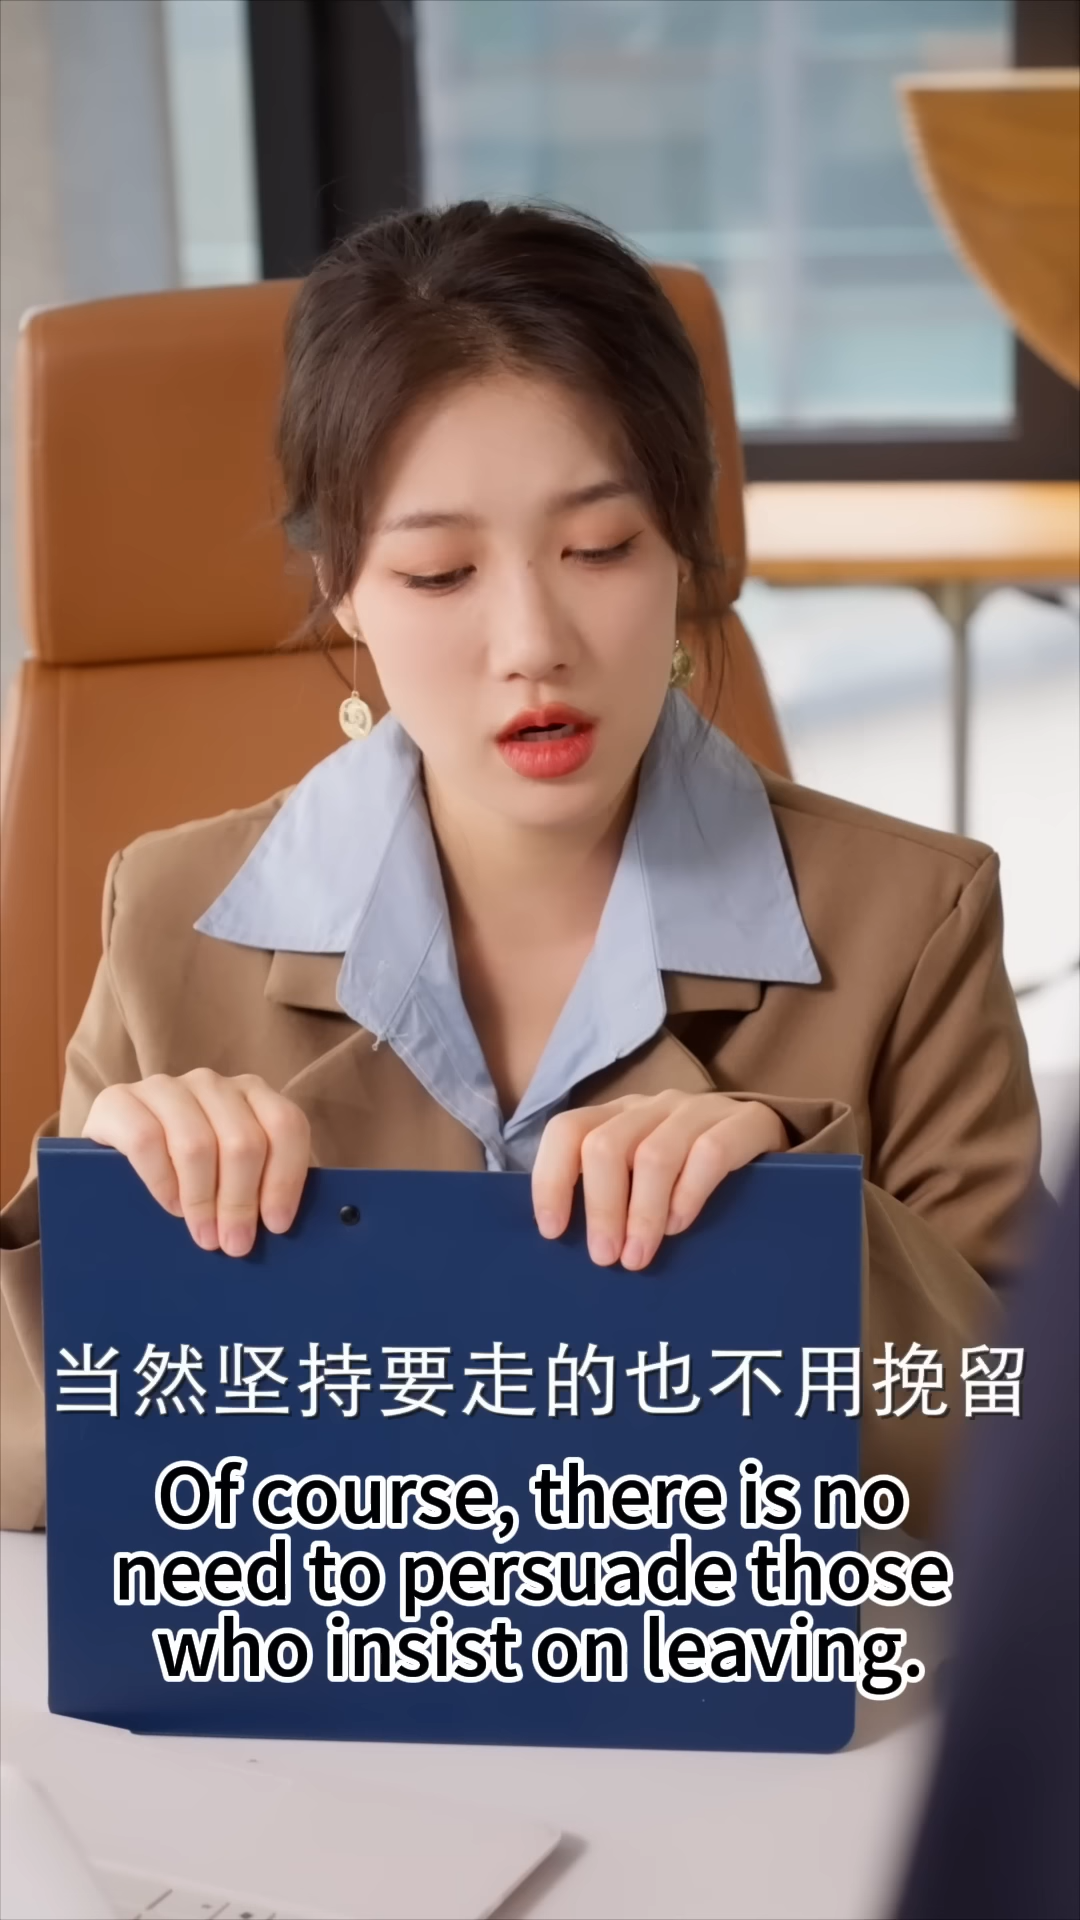 当然坚持要走的也不用挽留
Of course, there is no
need to persuade those
who insist on leaving.